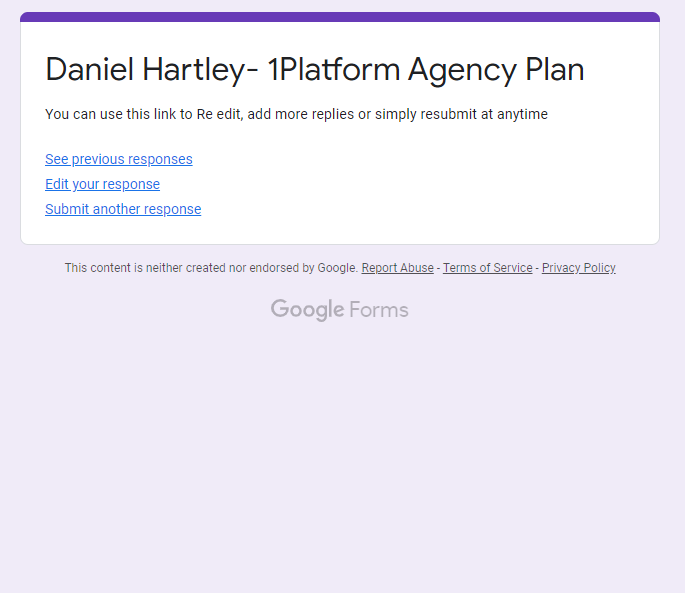 Daniel Hartley- 1Platform Agency Plan
You can use this link to Re edit, add more replies or simply resubmit at anytime
See previous responses
Edit your response
Submit another response
This content is neither created nor endorsed by Google. Report Abuse - Terms of Service - Privacy Policy
Google Forms